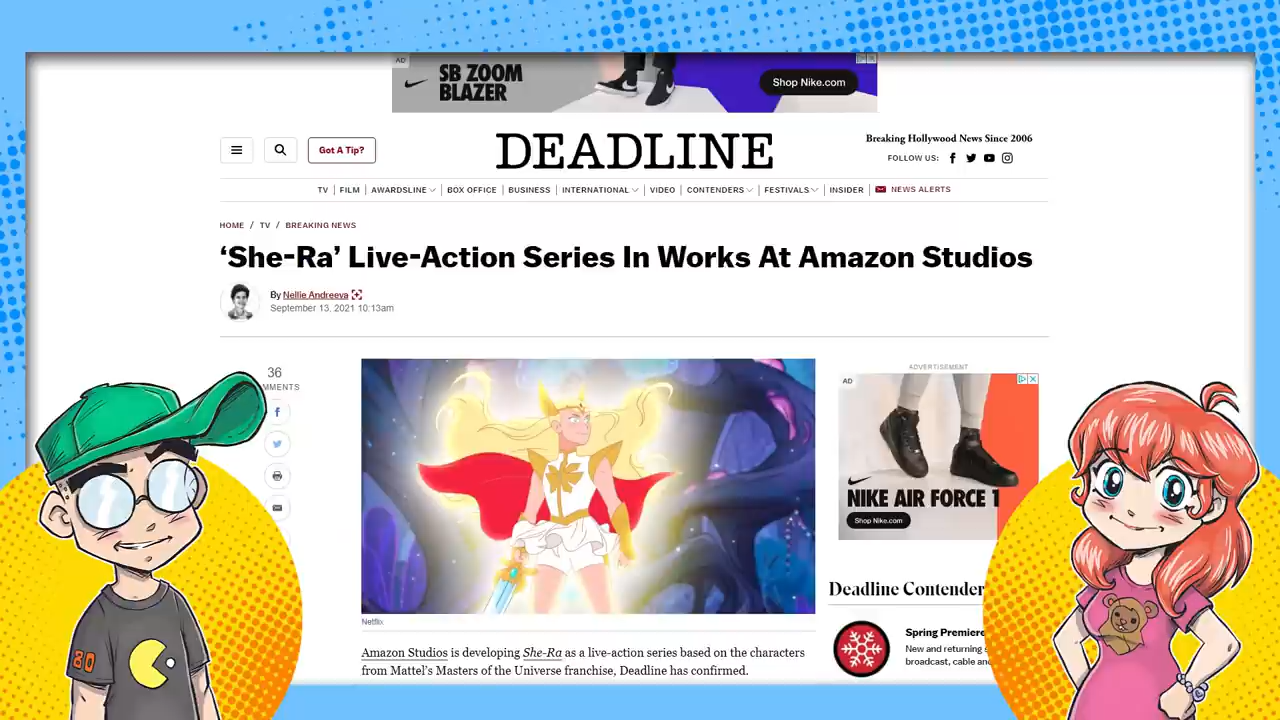 AD
SB ZOOM
BLAZER
Shop Nike.com
Got A Tip?
DEADLINE
Breaking Hollywood News Since 2006
FOLLOW US:
TV | FILM | AWARDSLINE | BOX OFFICE | BUSINESS | INTERNATIONAL | VIDEO | CONTENDERS | FESTIVALS | INSIDER | NEWS ALERTS
HOME / TV / BREAKING NEWS
‘She-Ra’ Live-Action Series In Works At Amazon Studios
By Nellie Andreeva
September 13, 2021 10:13am
36
MMENTS
ADVERTISEMENT
AD
NIKE AIR FORCE 1
Shop Nike.com
Netflix
Deadline Contender
Amazon Studios is developing She-Ra as a live-action series based on the characters
from Mattel’s Masters of the Universe franchise, Deadline has confirmed.
Spring Premiere
New and returning s
broadcast, cable an
80